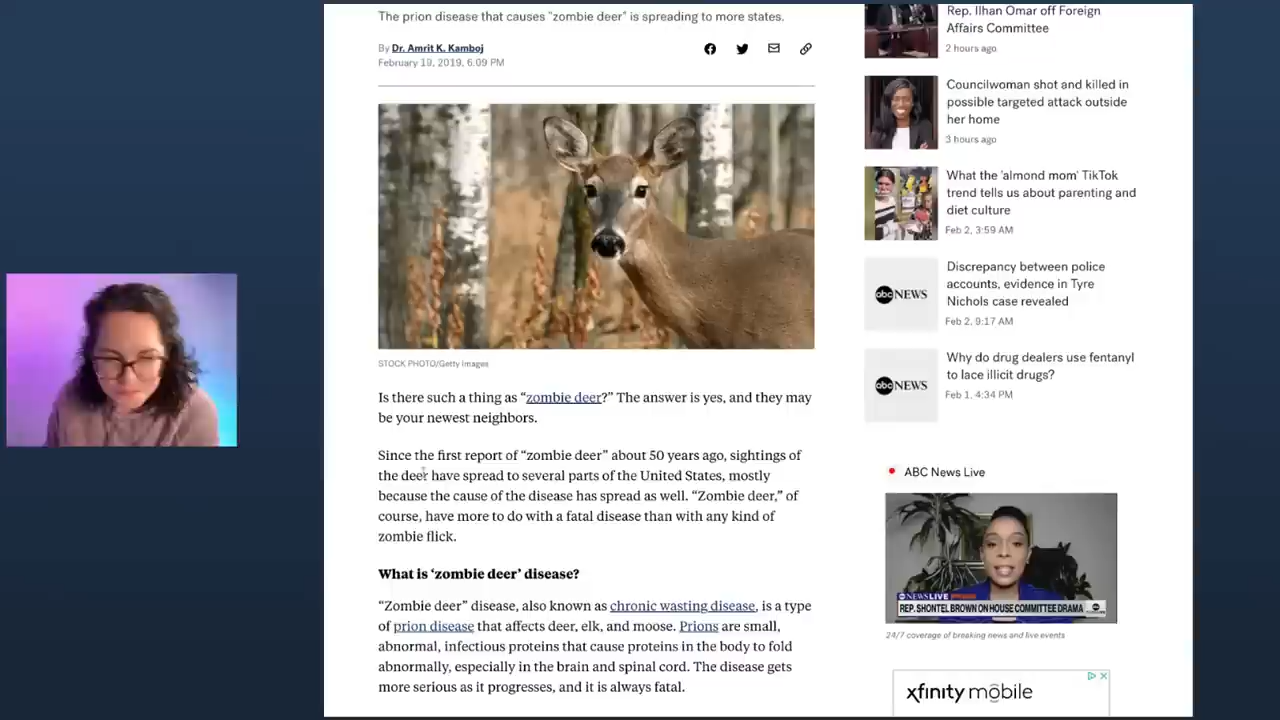 The prion disease that causes "zombie deer" is spreading to more states.
By Dr. Amrit K. Kamboj
February 19, 2019, 6:09 PM
STOCK PHOTO/Getty Images
Is there such a thing as “zombie deer?” The answer is yes, and they may
be your newest neighbors.
Since the first report of “zombie deer” about 50 years ago, sightings of
the deer have spread to several parts of the United States, mostly
because the cause of the disease has spread as well. “Zombie deer,” of
course, have more to do with a fatal disease than with any kind of
zombie flick.
What is ‘zombie deer’ disease?
“Zombie deer” disease, also known as chronic wasting disease, is a type
of prion disease that affects deer, elk, and moose. Prions are small,
abnormal, infectious proteins that cause proteins in the body to fold
abnormally, especially in the brain and spinal cord. The disease gets
more serious as it progresses, and it is always fatal.
Rep. Ilhan Omar off Foreign
Affairs Committee
2 hours ago
Councilwoman shot and killed in
possible targeted attack outside
her home
3 hours ago
What the 'almond mom' TikTok
trend tells us about parenting and
diet culture
Feb 2, 3:59 AM
abc NEWS
Discrepancy between police
accounts, evidence in Tyre
Nichols case revealed
Feb 2, 9:17 AM
abc NEWS
Why do drug dealers use fentanyl
to lace illicit drugs?
Feb 1, 4:34 PM
ABC News Live
NEWS LIVE
REP. SHONTEL BROWN ON HOUSE COMMITTEE DRAMA
24/7 coverage of breaking news and live events
xfinity mobile